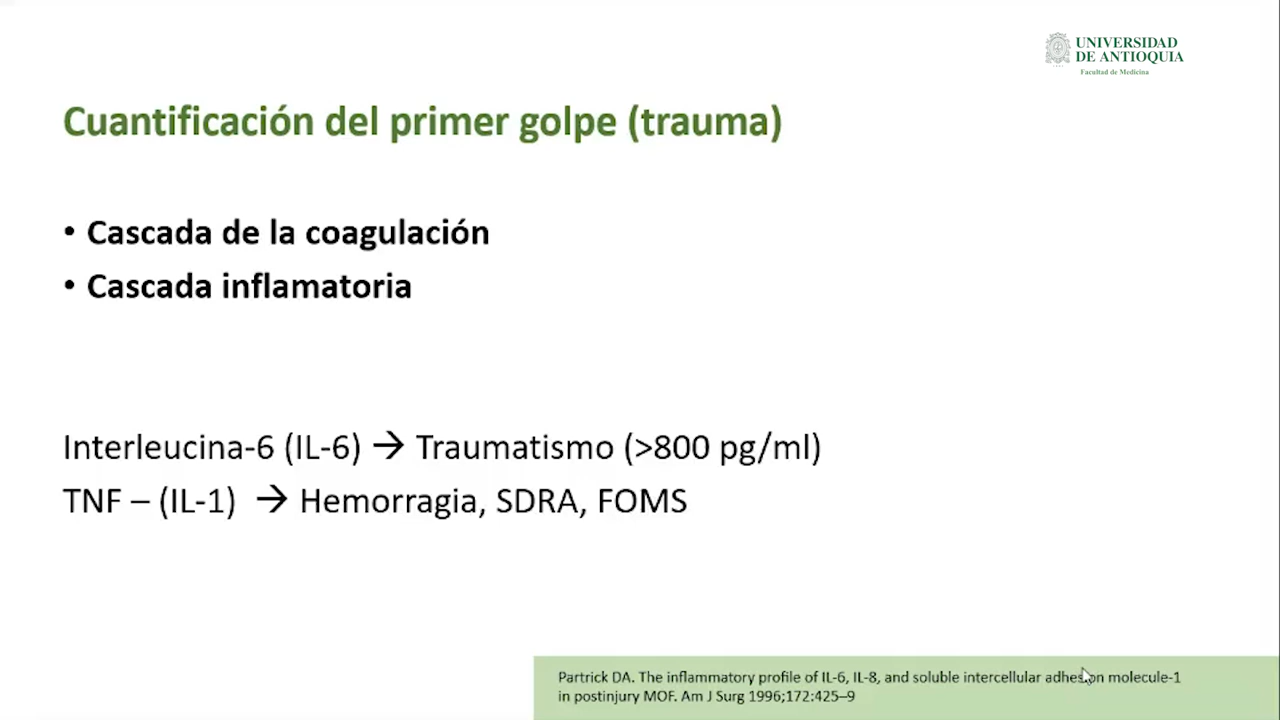 UNIVERSIDAD
DE ANTIOQUIA
Facultad de Medicina
Cuantificación del primer golpe (trauma)
• Cascada de la coagulación
• Cascada inflamatoria
Interleucina-6 (IL-6) → Traumatismo (>800 pg/ml)
TNF – (IL-1) → Hemorragia, SDRA, FOMS
Partrick DA. The inflammatory profile of IL-6, IL-8, and soluble intercellular adhesion molecule-1
in postinjury MOF. Am J Surg 1996;172:425–9